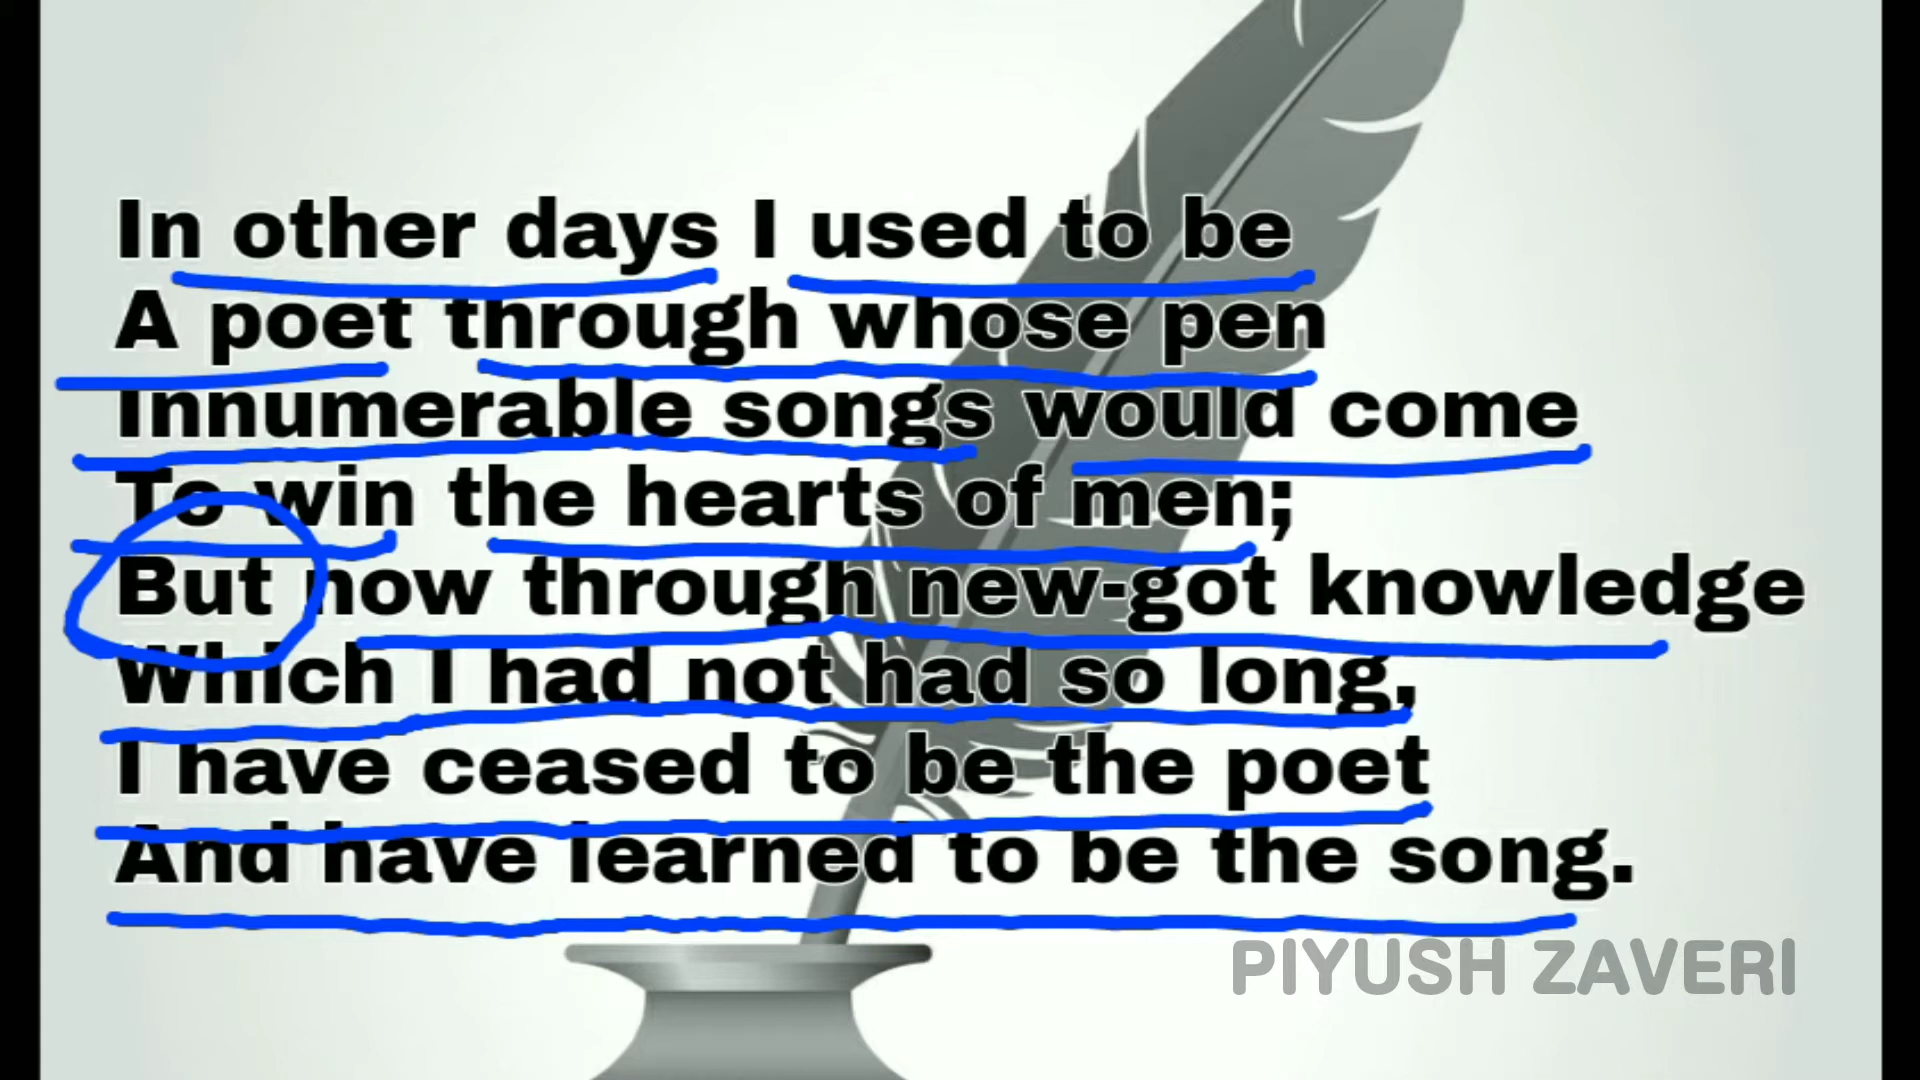 In other days I used to be
A poet through whose pen
Innumerable songs would come
To win the hearts of men;
But now through new-got knowledge
Which I had not had so long,
I have ceased to be the poet
And have learned to be the song.
PIYUSH ZAVERI